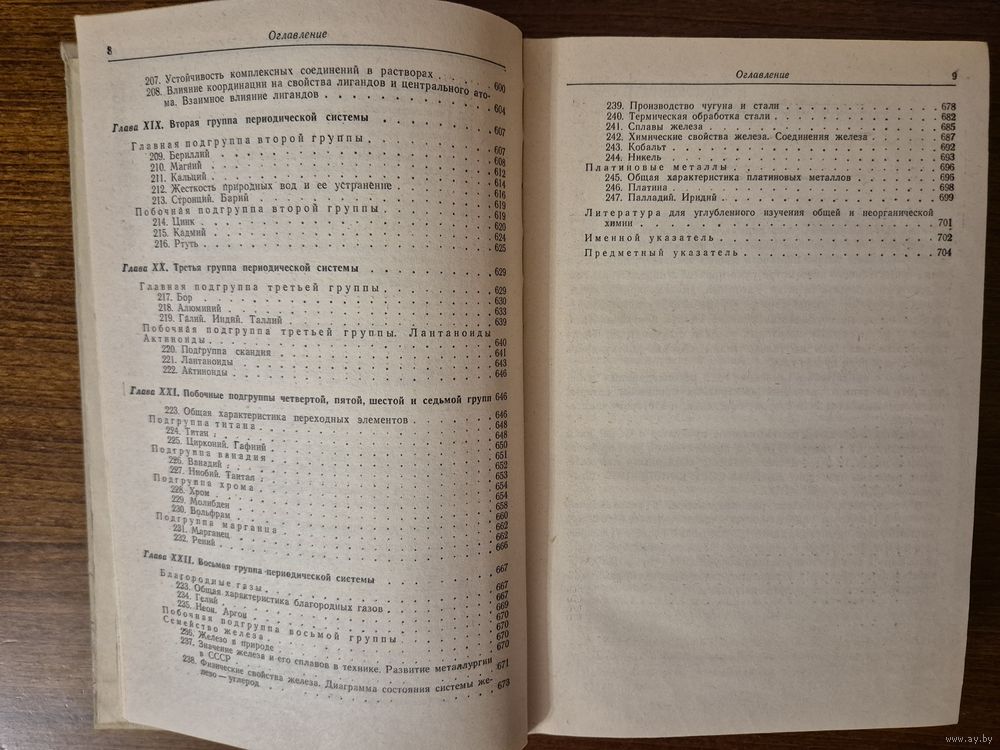 8
Оглавление
207. Устойчивость комплексных соединений в растворах . . . . 600
208. Влияние координации на свойства лигандов и центрального ато-
ма. Взаимное влияние лигандов . . . . 604
Глава XIX. Вторая группа периодической системы . . . . 607
Главная подгруппа второй группы . . . . 607
209. Бериллий . . . . 608
210. Магний . . . . 612
211. Кальций . . . . 614
212. Жесткость природных вод и ее устранение . . . . 616
213. Стронций. Барий . . . . 619
Побочная подгруппа второй группы . . . . 619
214. Цинк . . . . 620
215. Кадмий . . . . 624
216. Ртуть . . . . 625
Глава XX. Третья группа периодической системы . . . . 629
Главная подгруппа третьей группы . . . . 629
217. Бор . . . . 630
218. Алюминий . . . . 633
219. Галий. Индий. Таллий . . . . 639
Побочная подгруппа третьей группы. Лантаноиды
Актиноиды . . . . 640
220. Подгруппа скандия . . . . 641
221. Лантаноиды . . . . 643
222. Актиноиды . . . . 646
Глава XXI. Побочные подгруппы четвертой, пятой, шестой и седьмой групп 646
223. Общая характеристика переходных элементов . . . . 646
Подгруппа титана . . . . 648
224. Титан . . . . 648
225. Цирконий. Гафний . . . . 650
Подгруппа ванадия . . . . 651
226. Ванадий . . . . 652
227. Ниобий. Тантал . . . . 653
Подгруппа хрома . . . . 654
228. Хром . . . . 654
229. Молибден . . . . 658
230. Вольфрам . . . . 660
Подгруппа марганца . . . . 662
231. Марганец . . . . 662
232. Рений . . . . 666
Глава XXII. Восьмая группа периодической системы . . . . 667
Благородные газы . . . . 667
233. Общая характеристика благородных газов . . . . 667
234. Гелий . . . . 669
235. Неон. Аргон . . . . 670
Побочная подгруппа восьмой группы . . . . 670
Семейство железа . . . . 670
236. Железо в природе
237. Значение железа и его сплавов в технике. Развитие металлургии
в СССР . . . . 671
238. Физические свойства железа. Диаграмма состояния системы же-
лезо — углерод . . . . 673
Оглавление
9
239. Производство чугуна и стали . . . . 678
240. Термическая обработка стали . . . . 682
241. Сплавы железа . . . . 685
242. Химические свойства железа. Соединения железа . . . . 687
243. Кобальт . . . . 692
244. Никель . . . . 693
Платиновые металлы . . . . 696
245. Общая характеристика платиновых металлов . . . . 696
246. Платина . . . . 698
247. Палладий. Иридий . . . . 699
Литература для углубленного изучения общей и неорганической
химии . . . . 701
Именной указатель . . . . 702
Предметный указатель . . . . 704
www.ay.by